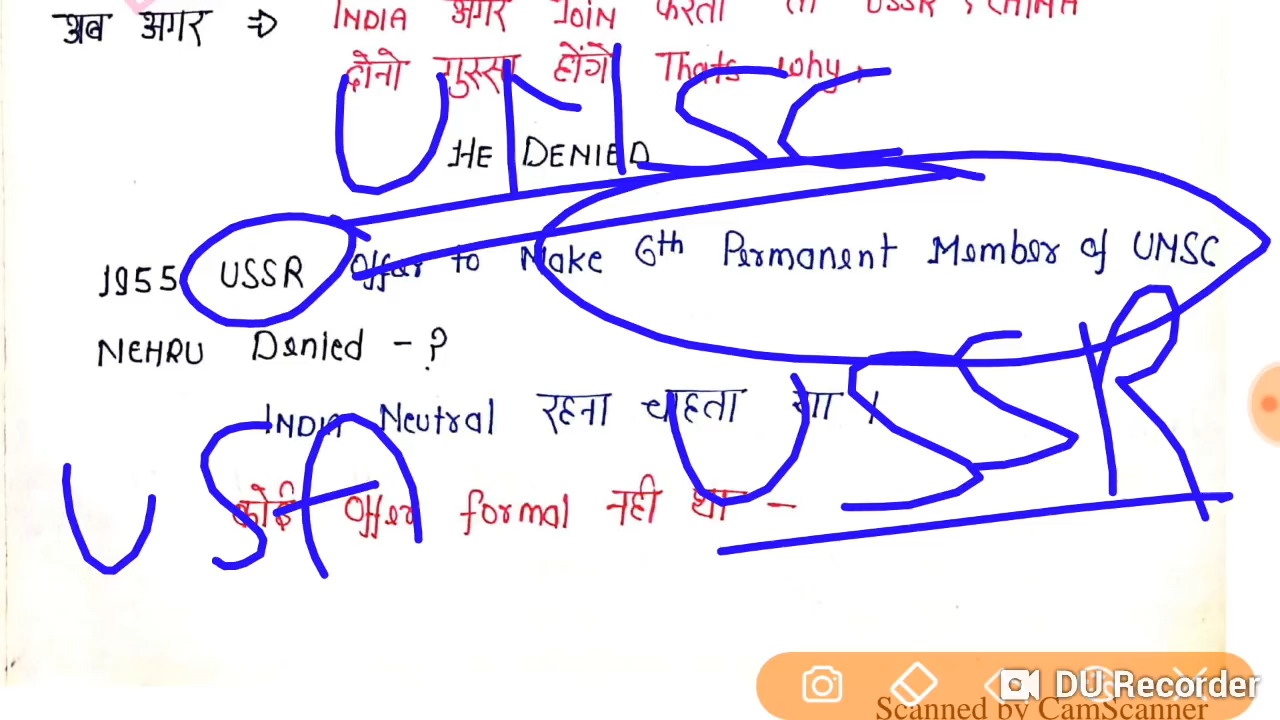 अब अगर ⇒ INDIA अगर JOIN करता तो USSR, CHINA
दोनो गुस्सा होंगे Thats why,
UNSC
HE DENIED
1955 USSR Offer to Make 6th Permanent Member of UNSC
NEHRU Denied - ?
INDIA Neutral रहना चाहता था ।
USA USSR
कोई Offer formal नही था -
DU Recorder
Scanned by CamScanner